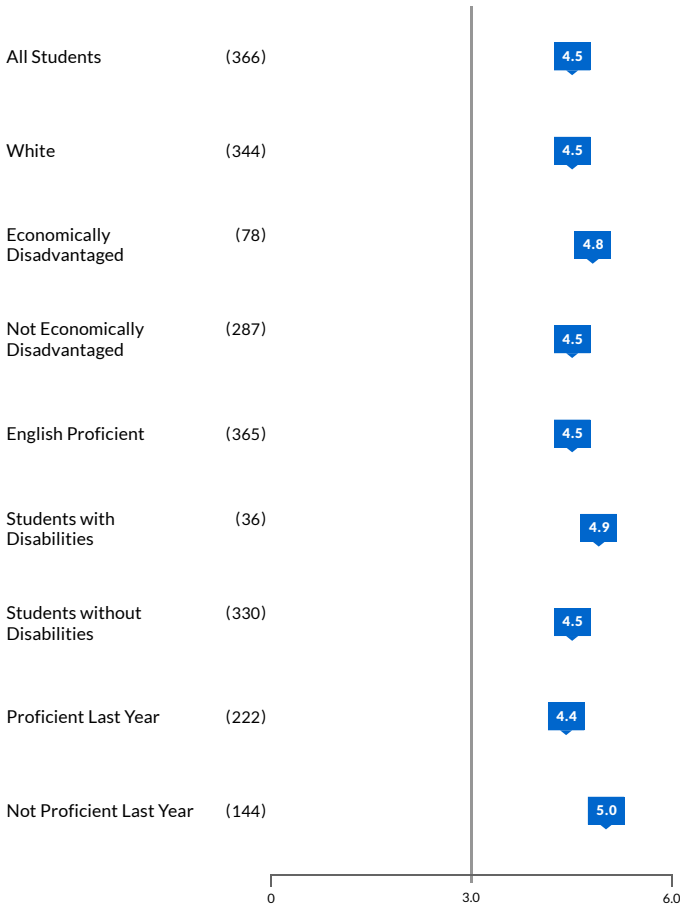 All Students (366) 4.5
White (344) 4.5
Economically (78)
Disadvantaged 4.8
Not Economically (287)
Disadvantaged 4.5
English Proficient (365) 4.5
Students with (36)
Disabilities 4.9
Students without (330)
Disabilities 4.5
Proficient Last Year (222) 4.4
Not Proficient Last Year (144) 5.0
0 3.0 6.0